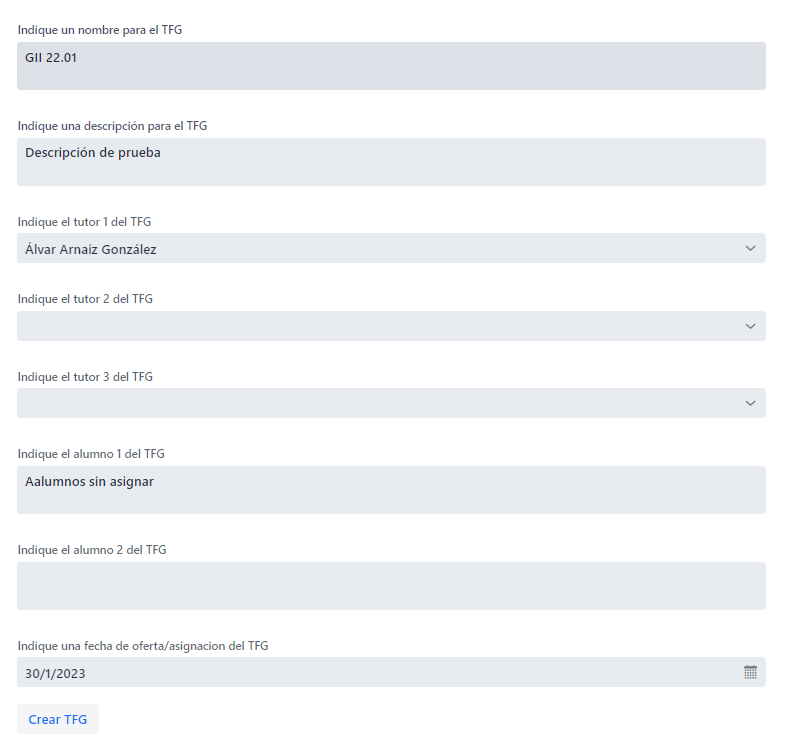 Indique un nombre para el TFG
GII 22.01
Indique una descripción para el TFG
Descripción de prueba
Indique el tutor 1 del TFG
Álvar Arnaiz González
Indique el tutor 2 del TFG
Indique el tutor 3 del TFG
Indique el alumno 1 del TFG
Aalumnos sin asignar
Indique el alumno 2 del TFG
Indique una fecha de oferta/asignacion del TFG
30/1/2023
Crear TFG